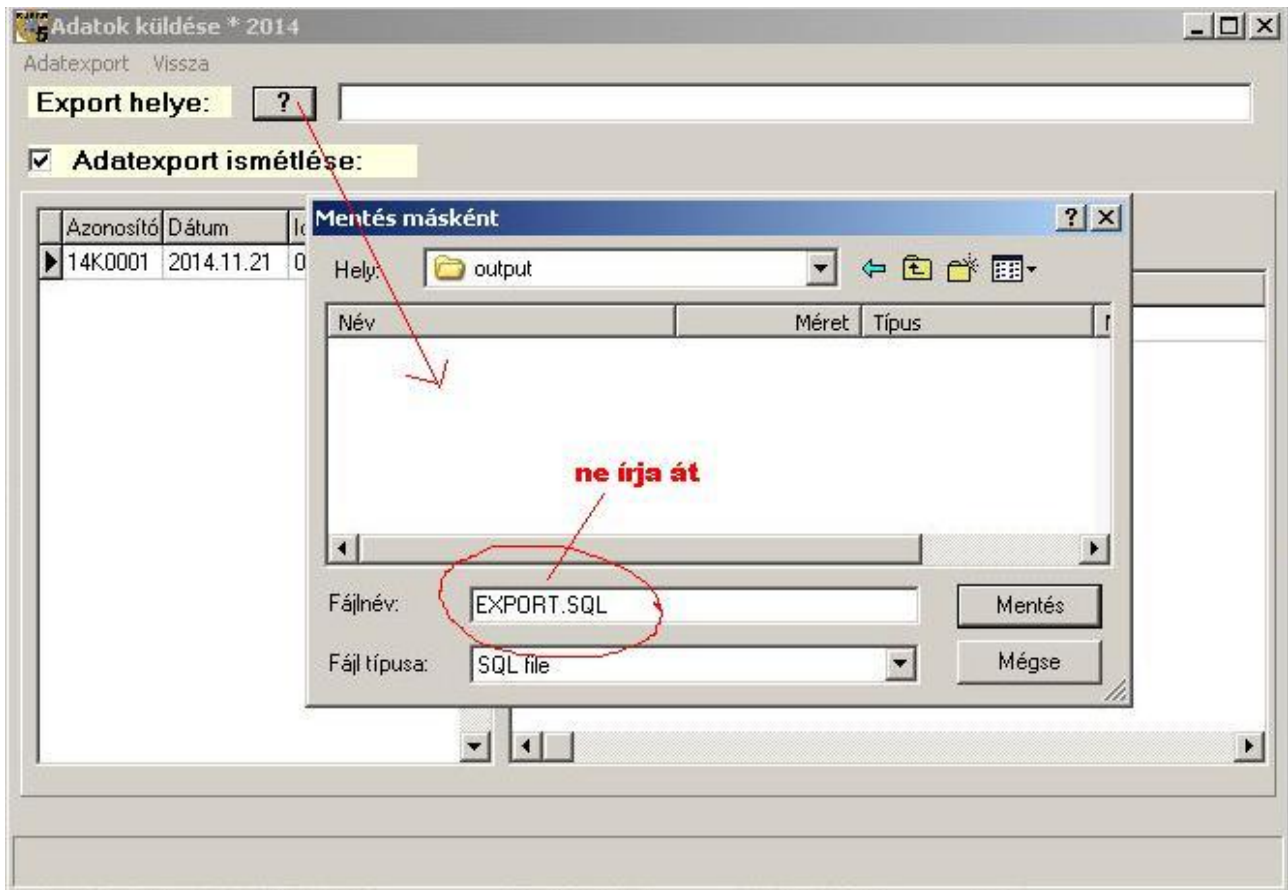 Adatok küldése * 2014
Adatexport Vissza
Export helye: ?
Adatexport ismétlése:
Azonosító Dátum
14K0001 2014.11.21 0
Mentés másként
Hely: output
Név Méret Típus
ne írja át
Fájlnév: EXPORT.SQL Mentés
Fájl típusa: SQL file Mégse